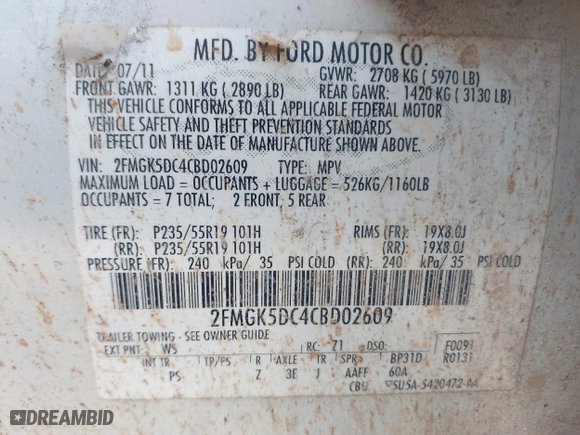 MFD. BY FORD MOTOR CO.
DATE: 07/11 GVWR: 2708 KG ( 5970 LB)
FRONT GAWR: 1311 KG ( 2890 LB) REAR GAWR: 1420 KG ( 3130 LB)
THIS VEHICLE CONFORMS TO ALL APPLICABLE FEDERAL MOTOR
VEHICLE SAFETY AND THEFT PREVENTION STANDARDS
IN EFFECT ON THE DATE OF MANUFACTURE SHOWN ABOVE.
VIN: 2FMGK5DC4CBD02609 TYPE: MPV
MAXIMUM LOAD = OCCUPANTS + LUGGAGE = 526KG/1160LB
OCCUPANTS = 7 TOTAL; 2 FRONT; 5 REAR
TIRE (FR): P235/55R19 101H RIMS (FR): 19X8.0J
(RR): P235/55R19 101H (RR): 19X8.0J
PRESSURE (FR): 240 kPa/ 35 PSI COLD (RR): 240 kPa/ 35 PSI COLD
2FMGK5DC4CBD02609
TRAILER TOWING - SEE OWNER GUIDE
EXT PNT: WS RC: 71 DSO: F0091
INT TR TP/PS R AXLE TR SPR BP31D R0131
PS Z 3E J AAFF 60A
CBU 5U5A-5420472-AA
DREAMBID